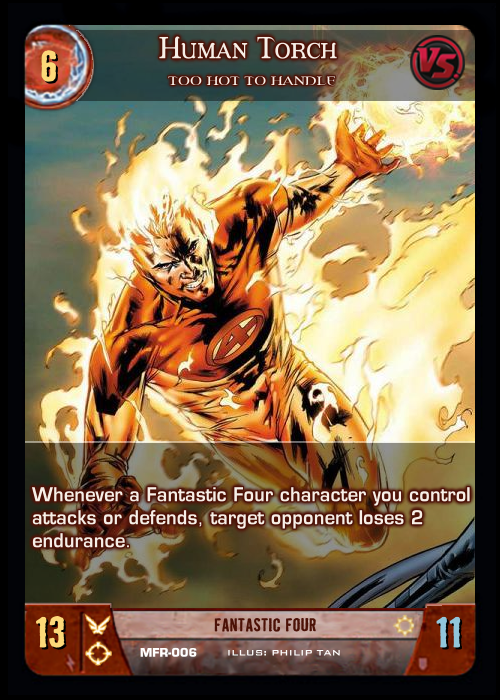 6
Human Torch
VS
TOO HOT TO HANDLE
Whenever a Fantastic Four character you control
attacks or defends, target opponent loses 2
endurance.
13
FANTASTIC FOUR
11
MFR-006 ILLUS: PHILIP TAN